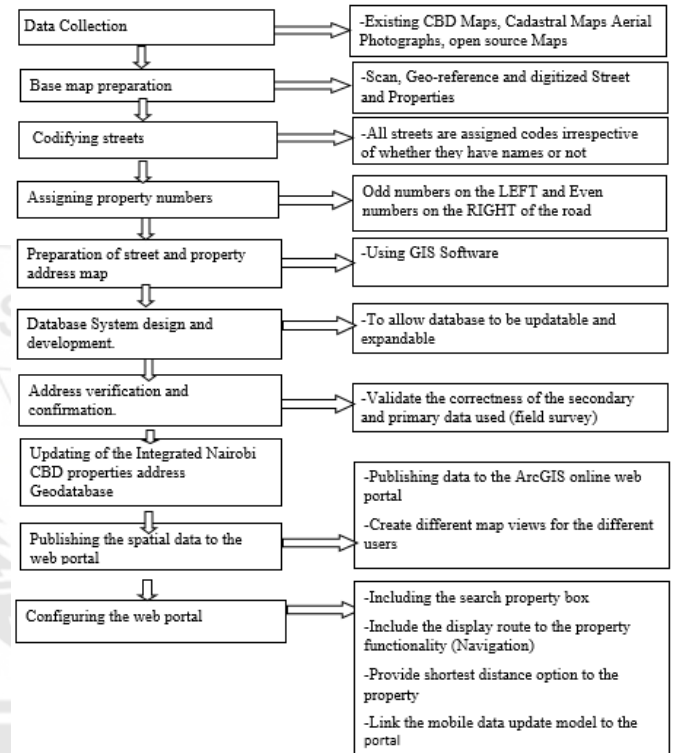 Data Collection
-Existing CBD Maps, Cadastral Maps Aerial
Photographs, open source Maps
Base map preparation
-Scan, Geo-reference and digitized Street
and Properties
Codifying streets
-All streets are assigned codes irrespective
of whether they have names or not
Assigning property numbers
Odd numbers on the LEFT and Even
numbers on the RIGHT of the road
Preparation of street and property
address map
-Using GIS Software
Database System design and
development.
-To allow database to be updatable and
expandable
Address verification and
confirmation.
-Validate the correctness of the secondary
and primary data used (field survey)
Updating of the Integrated Nairobi
CBD properties address
Geodatabase
Publishing the spatial data to the
web portal
-Publishing data to the ArcGIS online web
portal
-Create different map views for the different
users
Configuring the web portal
-Including the search property box
-Include the display route to the property
functionality (Navigation)
-Provide shortest distance option to the
property
-Link the mobile data update model to the
portal